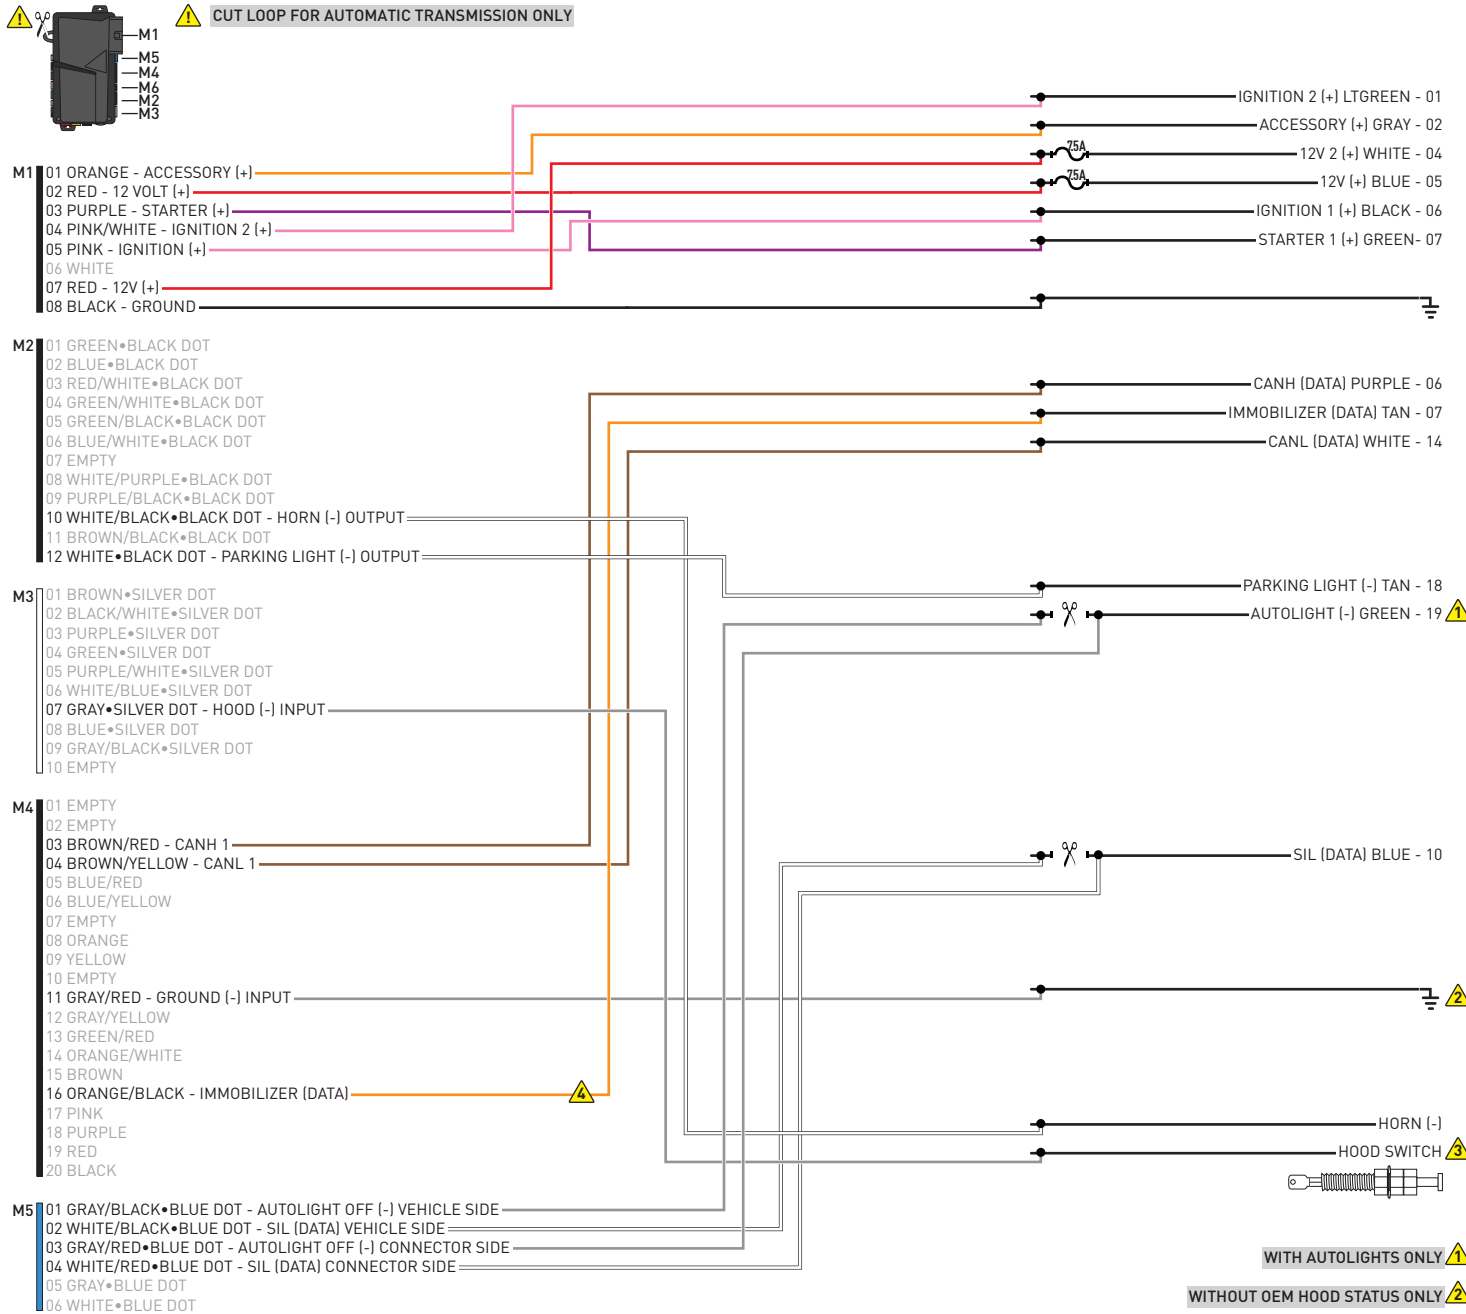 CUT LOOP FOR AUTOMATIC TRANSMISSION ONLY
M1
M5
M4
M6
M2
M3
IGNITION 2 (+) LTGREEN - 01
ACCESSORY (+) GRAY - 02
7.5A
12V 2 (+) WHITE - 04
7.5A
12V (+) BLUE - 05
IGNITION 1 (+) BLACK - 06
STARTER 1 (+) GREEN- 07
M1
01 ORANGE - ACCESSORY (+)
02 RED - 12 VOLT (+)
03 PURPLE - STARTER (+)
04 PINK/WHITE - IGNITION 2 (+)
05 PINK - IGNITION (+)
06 WHITE
07 RED - 12V (+)
08 BLACK - GROUND
M2
01 GREEN•BLACK DOT
02 BLUE•BLACK DOT
03 RED/WHITE•BLACK DOT
04 GREEN/WHITE•BLACK DOT
05 GREEN/BLACK•BLACK DOT
06 BLUE/WHITE•BLACK DOT
07 EMPTY
08 WHITE/PURPLE•BLACK DOT
09 PURPLE/BLACK•BLACK DOT
10 WHITE/BLACK•BLACK DOT - HORN (-) OUTPUT
11 BROWN/BLACK•BLACK DOT
12 WHITE•BLACK DOT - PARKING LIGHT (-) OUTPUT
CANH (DATA) PURPLE - 06
IMMOBILIZER (DATA) TAN - 07
CANL (DATA) WHITE - 14
PARKING LIGHT (-) TAN - 18
AUTOLIGHT (-) GREEN - 19 1
M3
01 BROWN•SILVER DOT
02 BLACK/WHITE•SILVER DOT
03 PURPLE•SILVER DOT
04 GREEN•SILVER DOT
05 PURPLE/WHITE•SILVER DOT
06 WHITE/BLUE•SILVER DOT
07 GRAY•SILVER DOT - HOOD (-) INPUT
08 BLUE•SILVER DOT
09 GRAY/BLACK•SILVER DOT
10 EMPTY
M4
01 EMPTY
02 EMPTY
03 BROWN/RED - CANH 1
04 BROWN/YELLOW - CANL 1
05 BLUE/RED
06 BLUE/YELLOW
07 EMPTY
08 ORANGE
09 YELLOW
10 EMPTY
11 GRAY/RED - GROUND (-) INPUT
12 GRAY/YELLOW
13 GREEN/RED
14 ORANGE/WHITE
15 BROWN
16 ORANGE/BLACK - IMMOBILIZER (DATA)
4
17 PINK
18 PURPLE
19 RED
20 BLACK
SIL (DATA) BLUE - 10
2
HORN (-)
HOOD SWITCH 3
M5
01 GRAY/BLACK•BLUE DOT - AUTOLIGHT OFF (-) VEHICLE SIDE
02 WHITE/BLACK•BLUE DOT - SIL (DATA) VEHICLE SIDE
03 GRAY/RED•BLUE DOT - AUTOLIGHT OFF (-) CONNECTOR SIDE
04 WHITE/RED•BLUE DOT - SIL (DATA) CONNECTOR SIDE
05 GRAY•BLUE DOT
06 WHITE•BLUE DOT
WITH AUTOLIGHTS ONLY 1
WITHOUT OEM HOOD STATUS ONLY 2